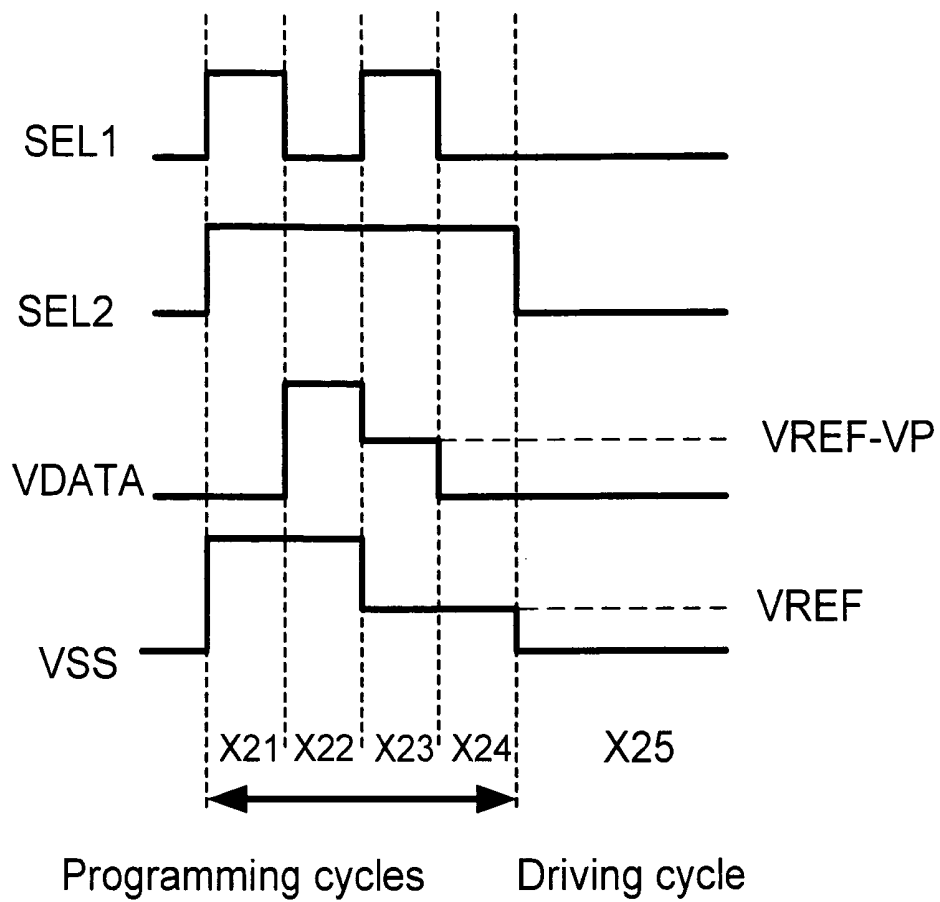 SEL1
SEL2
VREF-VP
VDATA
VREF
VSS
X21 X22 X23 X24 X25
Programming cycles Driving cycle